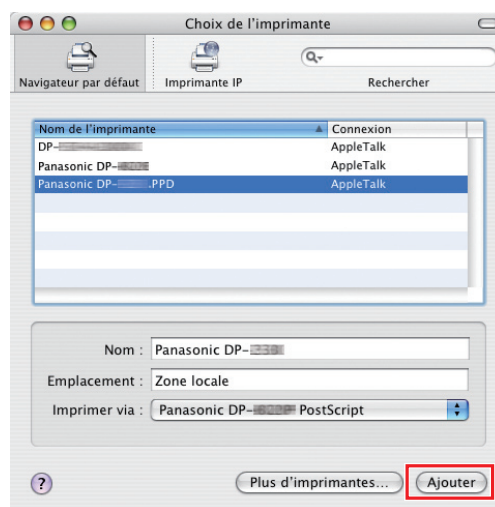 Choix de l'imprimante
Navigateur par défaut
Imprimante IP
Rechercher
Nom de l'imprimante
Connexion
DP-
AppleTalk
Panasonic DP-
AppleTalk
Panasonic DP- .PPD
AppleTalk
Nom : Panasonic DP-
Emplacement : Zone locale
Imprimer via : Panasonic DP- PostScript
? Plus d'imprimantes... Ajouter